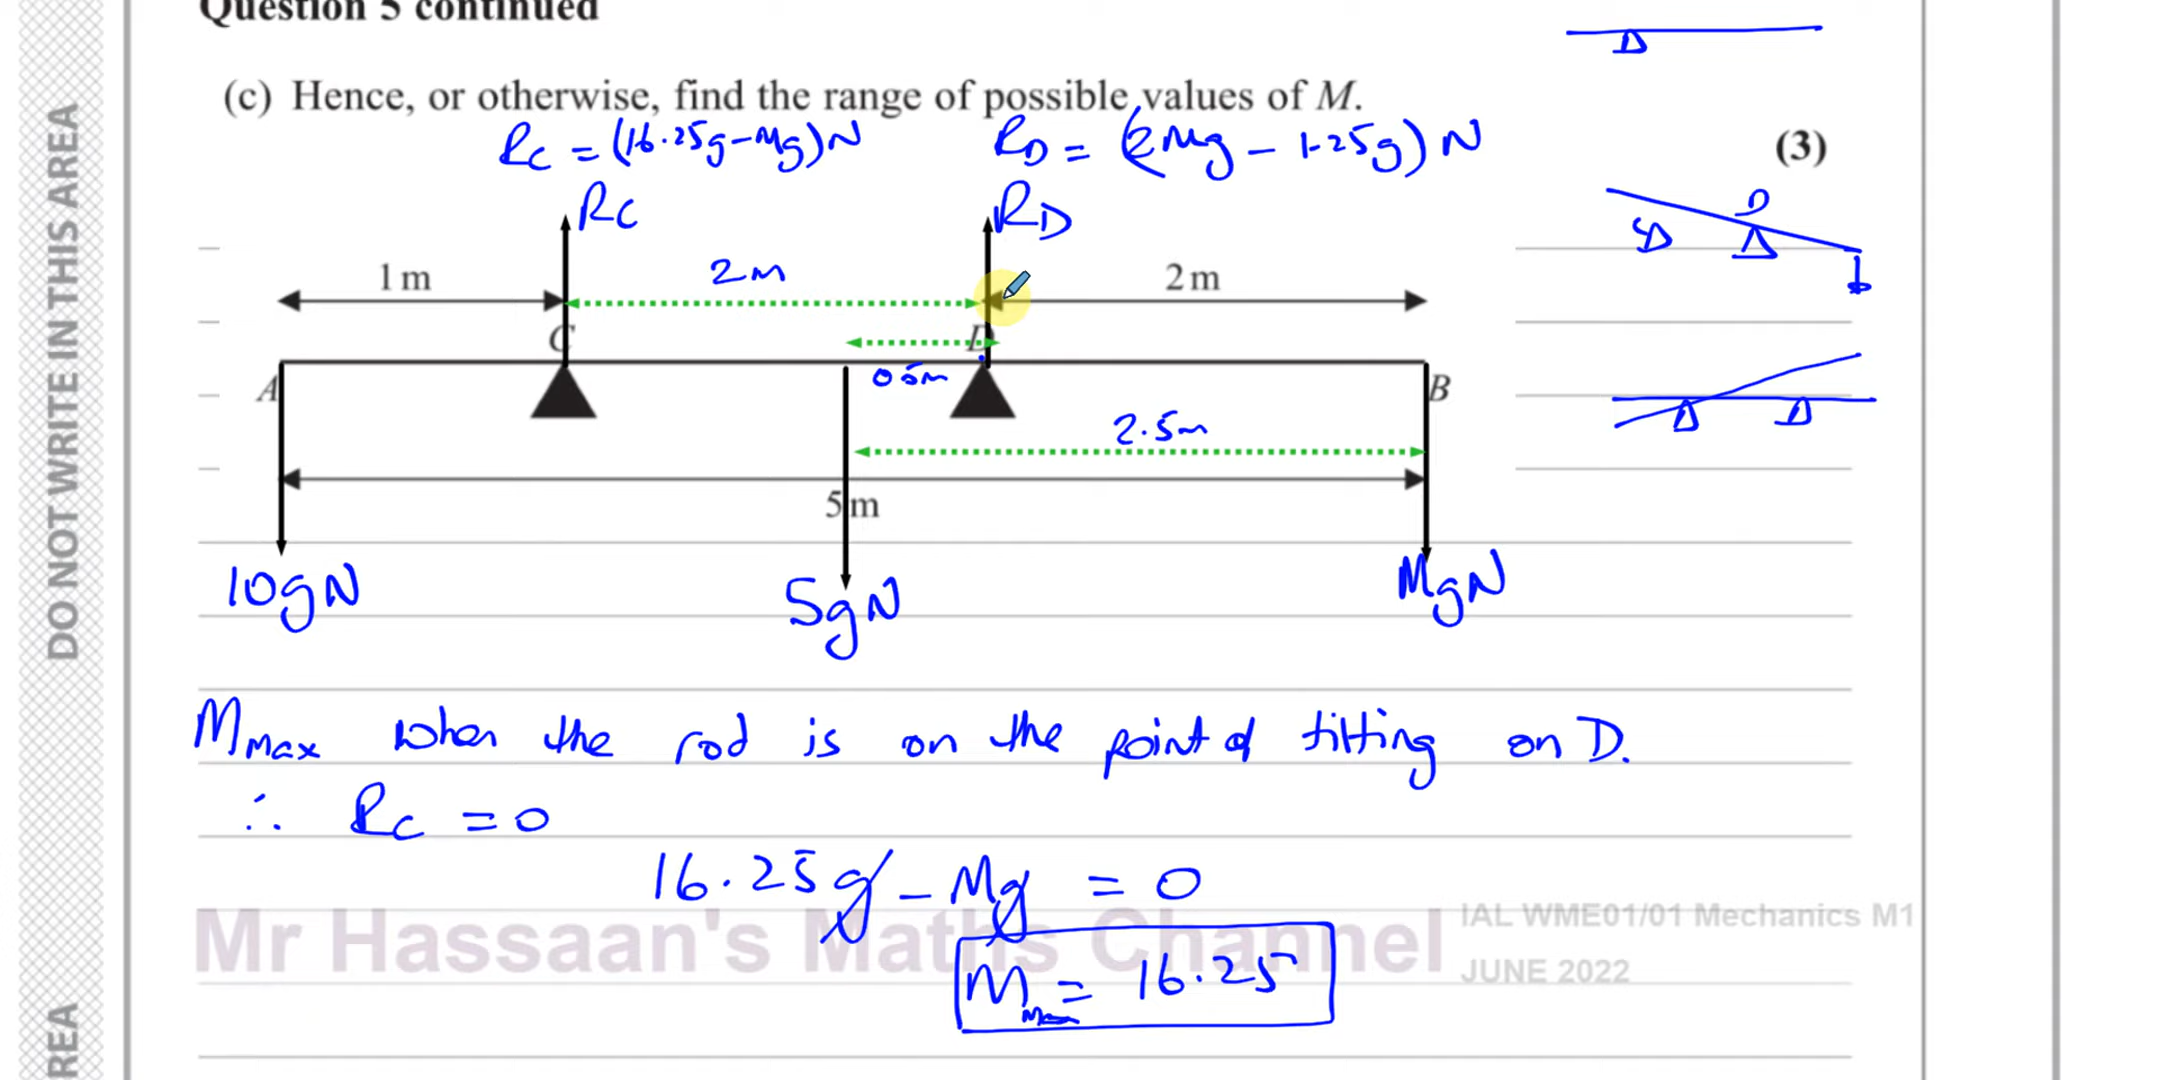 Question 5 continued
(c) Hence, or otherwise, find the range of possible values of M.
(3)
RC = (16.25g - Mg)N RD = (2Mg - 1.25g)N
RC RD
D
1 m 2m 2 m
C D
A 0.5m B
2.5m
5 m
10gN 5gN MgN
Mmax when the rod is on the point of tilting on D.
∴ RC = 0
16.25g - Mg = 0
Mr Hassaan's Maths Channel
IAL WME01/01 Mechanics M1
JUNE 2022
Mmax = 16.25
DO NOT WRITE IN THIS AREA
REA